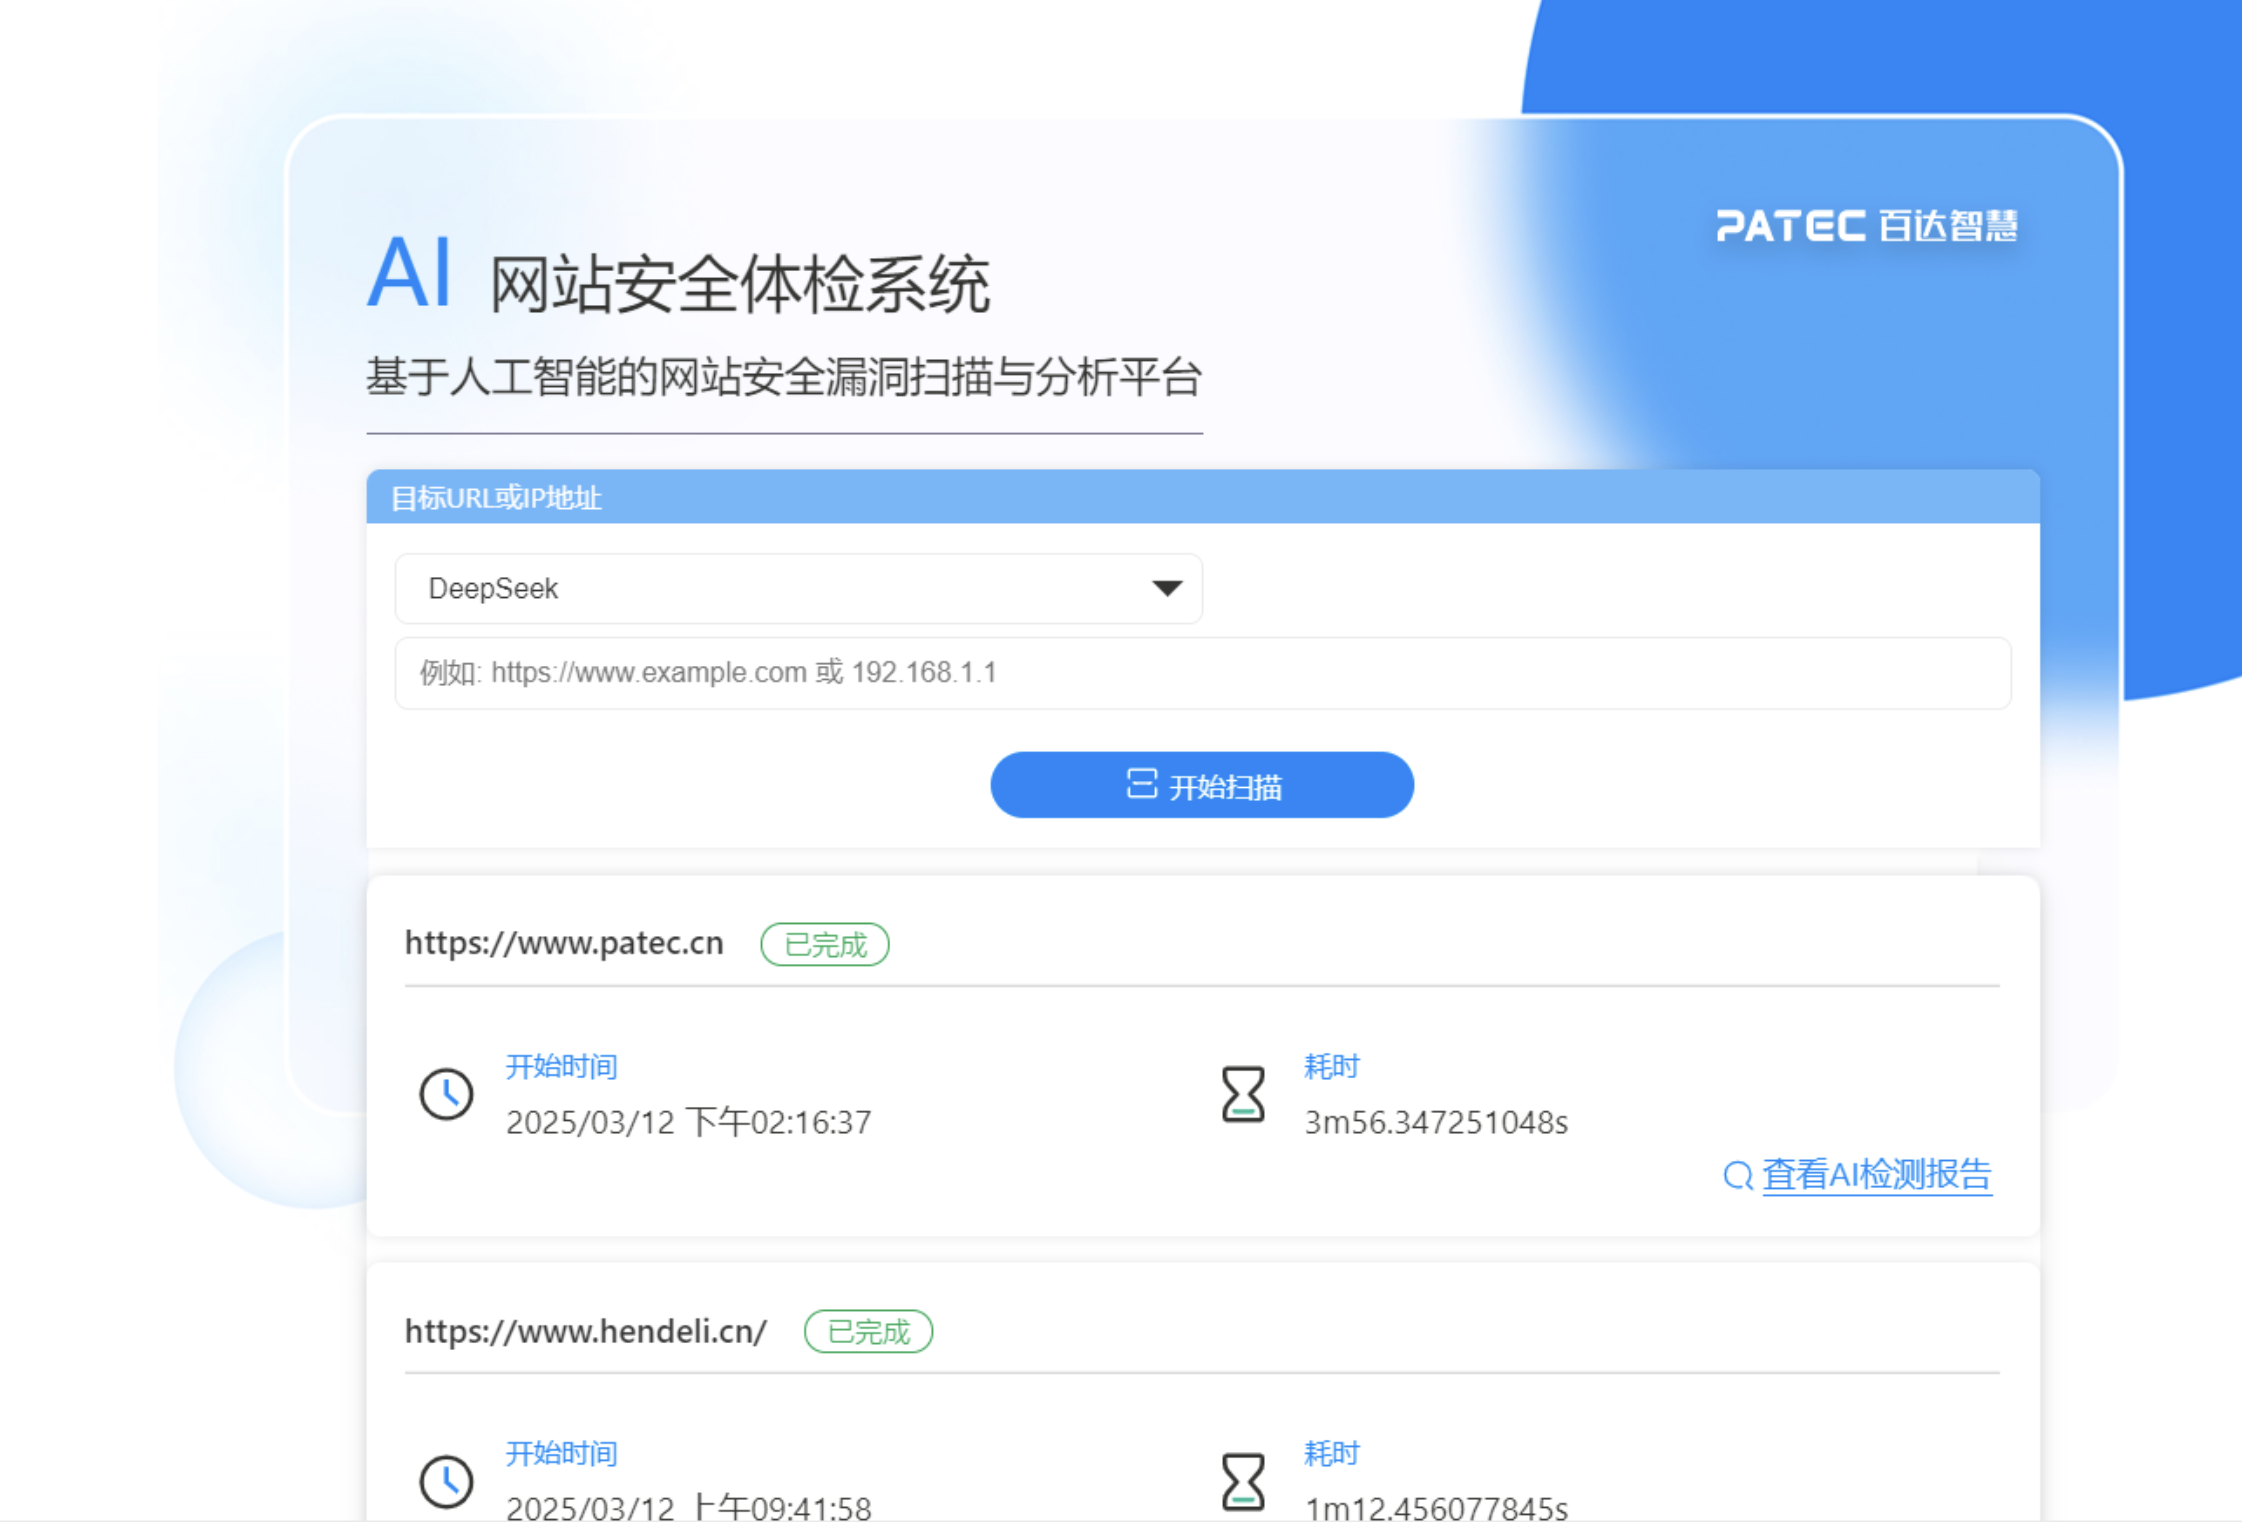 PATEC 百达智慧
AI 网站安全体检系统
基于人工智能的网站安全漏洞扫描与分析平台
目标URL或IP地址
DeepSeek
例如: https://www.example.com 或 192.168.1.1
开始扫描
https://www.patec.cn 已完成
开始时间 耗时
2025/03/12 下午02:16:37 3m56.347251048s
查看AI检测报告
https://www.hendeli.cn/ 已完成
开始时间 耗时
2025/03/12 上午09:41:58 1m12.456077845s